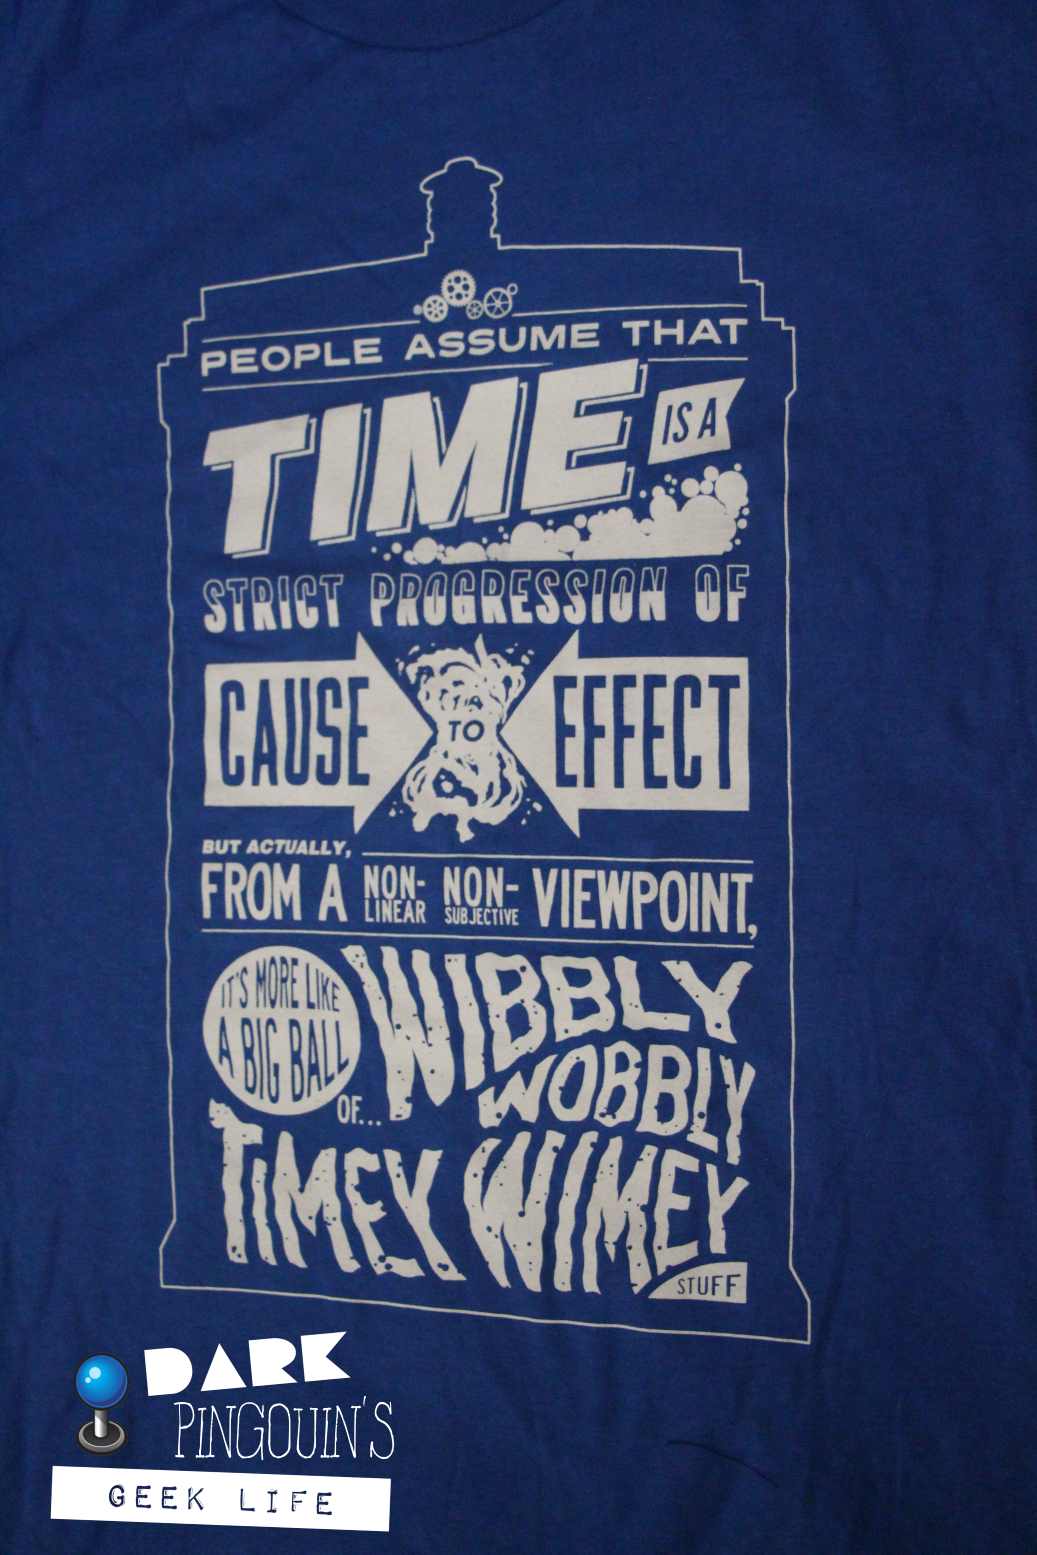 PEOPLE ASSUME THAT
TIME IS A
STRICT PROGRESSION OF
CAUSE TO EFFECT
BUT ACTUALLY,
FROM A NON-LINEAR NON-SUBJECTIVE VIEWPOINT,
IT'S MORE LIKE
A BIG BALL
OF...
WIBBLY
WOBBLY
TIMEY WIMEY
STUFF
DARK
PINGOUIN'S
GEEK LIFE